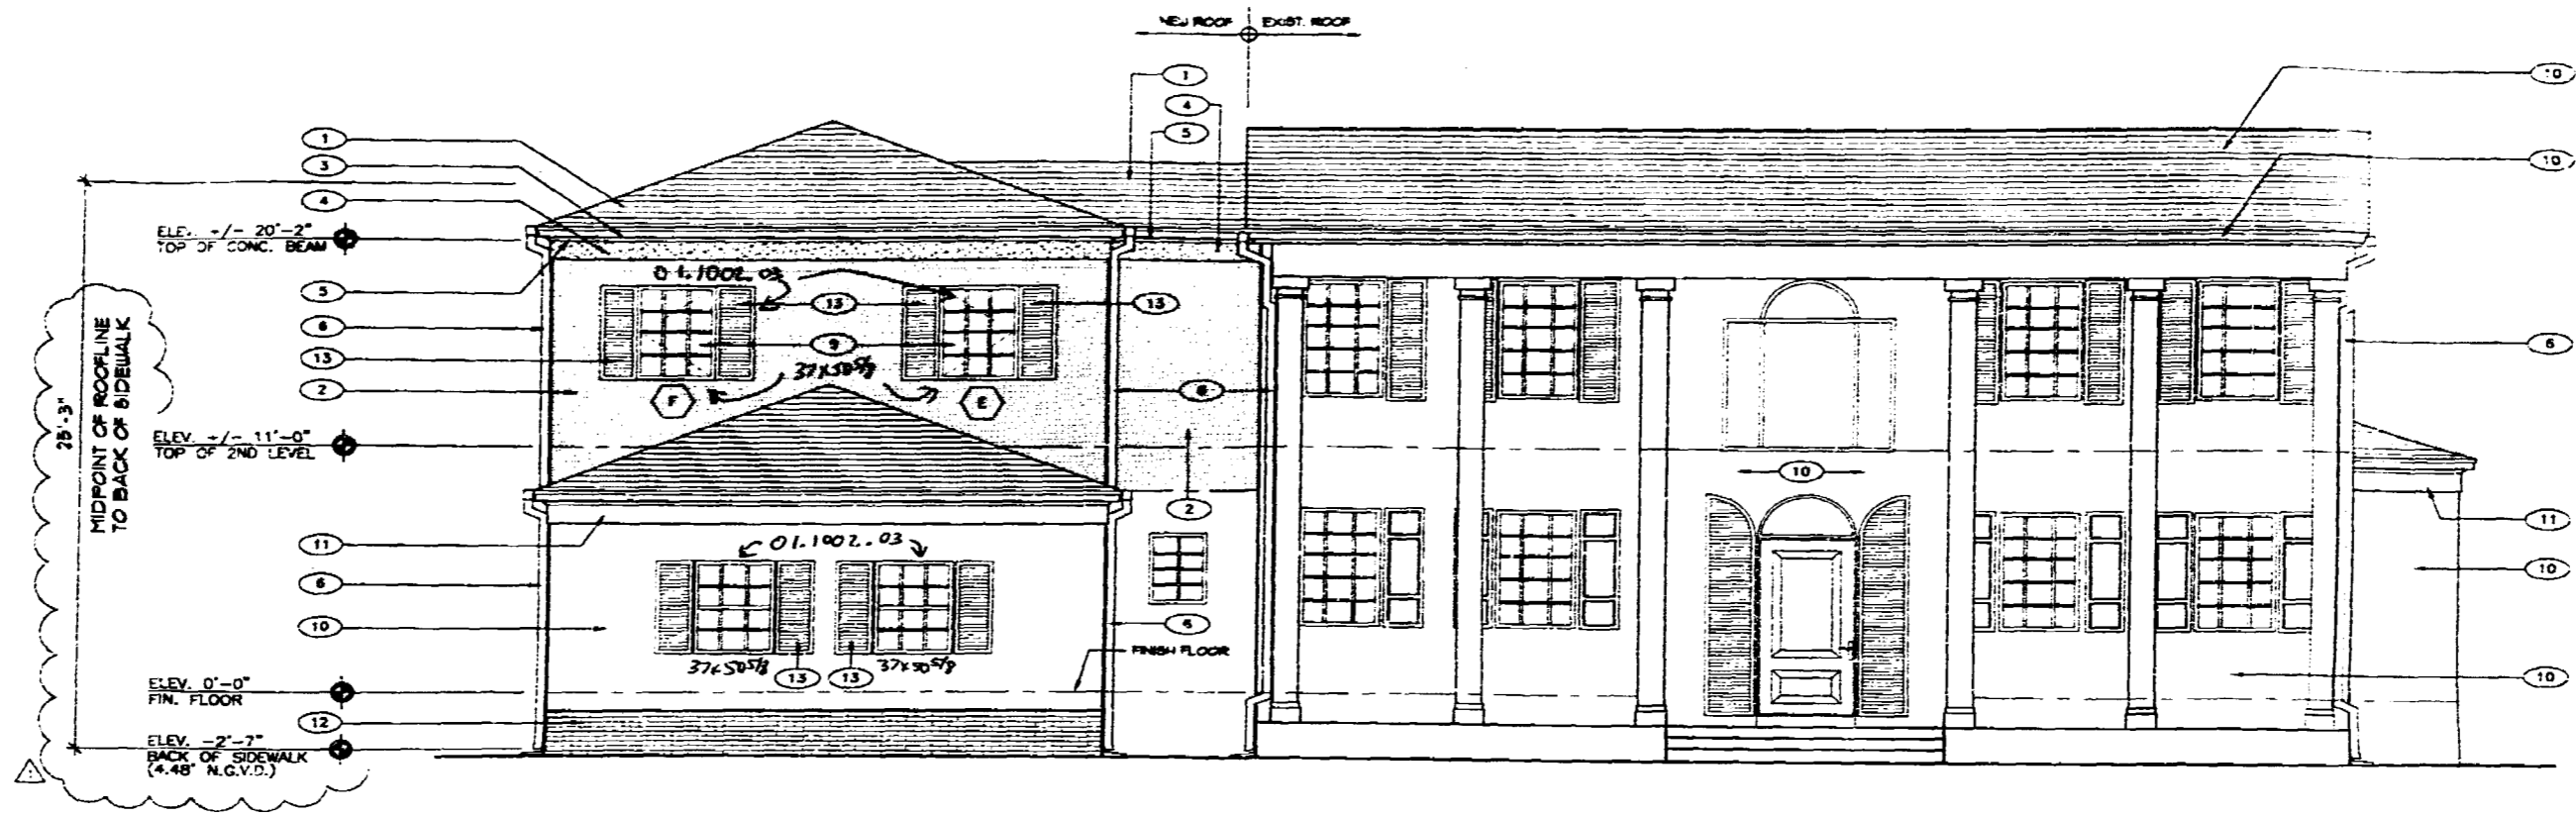 NEW ROOF
EXIST. ROOF
1
4
5
10
10
1
3
4
ELEV. +/- 20'-2"
TOP OF CONC. BEAM
5
6
13
2
01.1002.03
13
13
9
37x50 5/8
F
E
6
25'-3"
MIDPOINT OF ROOFLINE
TO BACK OF SIDEWALK
ELEV. +/- 11'-0"
TOP OF 2ND LEVEL
10
2
11
11
01.1002.03
6
10
10
6
FINISH FLOOR
37x50 5/8
13
13
37x50 5/8
10
ELEV. 0'-0"
FIN. FLOOR
12
ELEV. -2'-7"
BACK OF SIDEWALK
(4.48' N.G.V.D.)